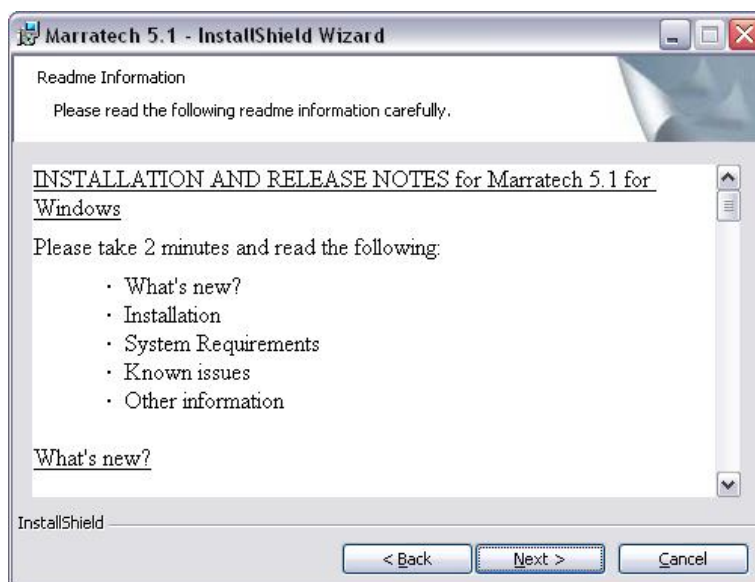 Marratech 5.1 - InstallShield Wizard
Readme Information
Please read the following readme information carefully.
INSTALLATION AND RELEASE NOTES for Marratech 5.1 for
Windows
Please take 2 minutes and read the following:
· What's new?
· Installation
· System Requirements
· Known issues
· Other information
What's new?
InstallShield
< Back Next > Cancel